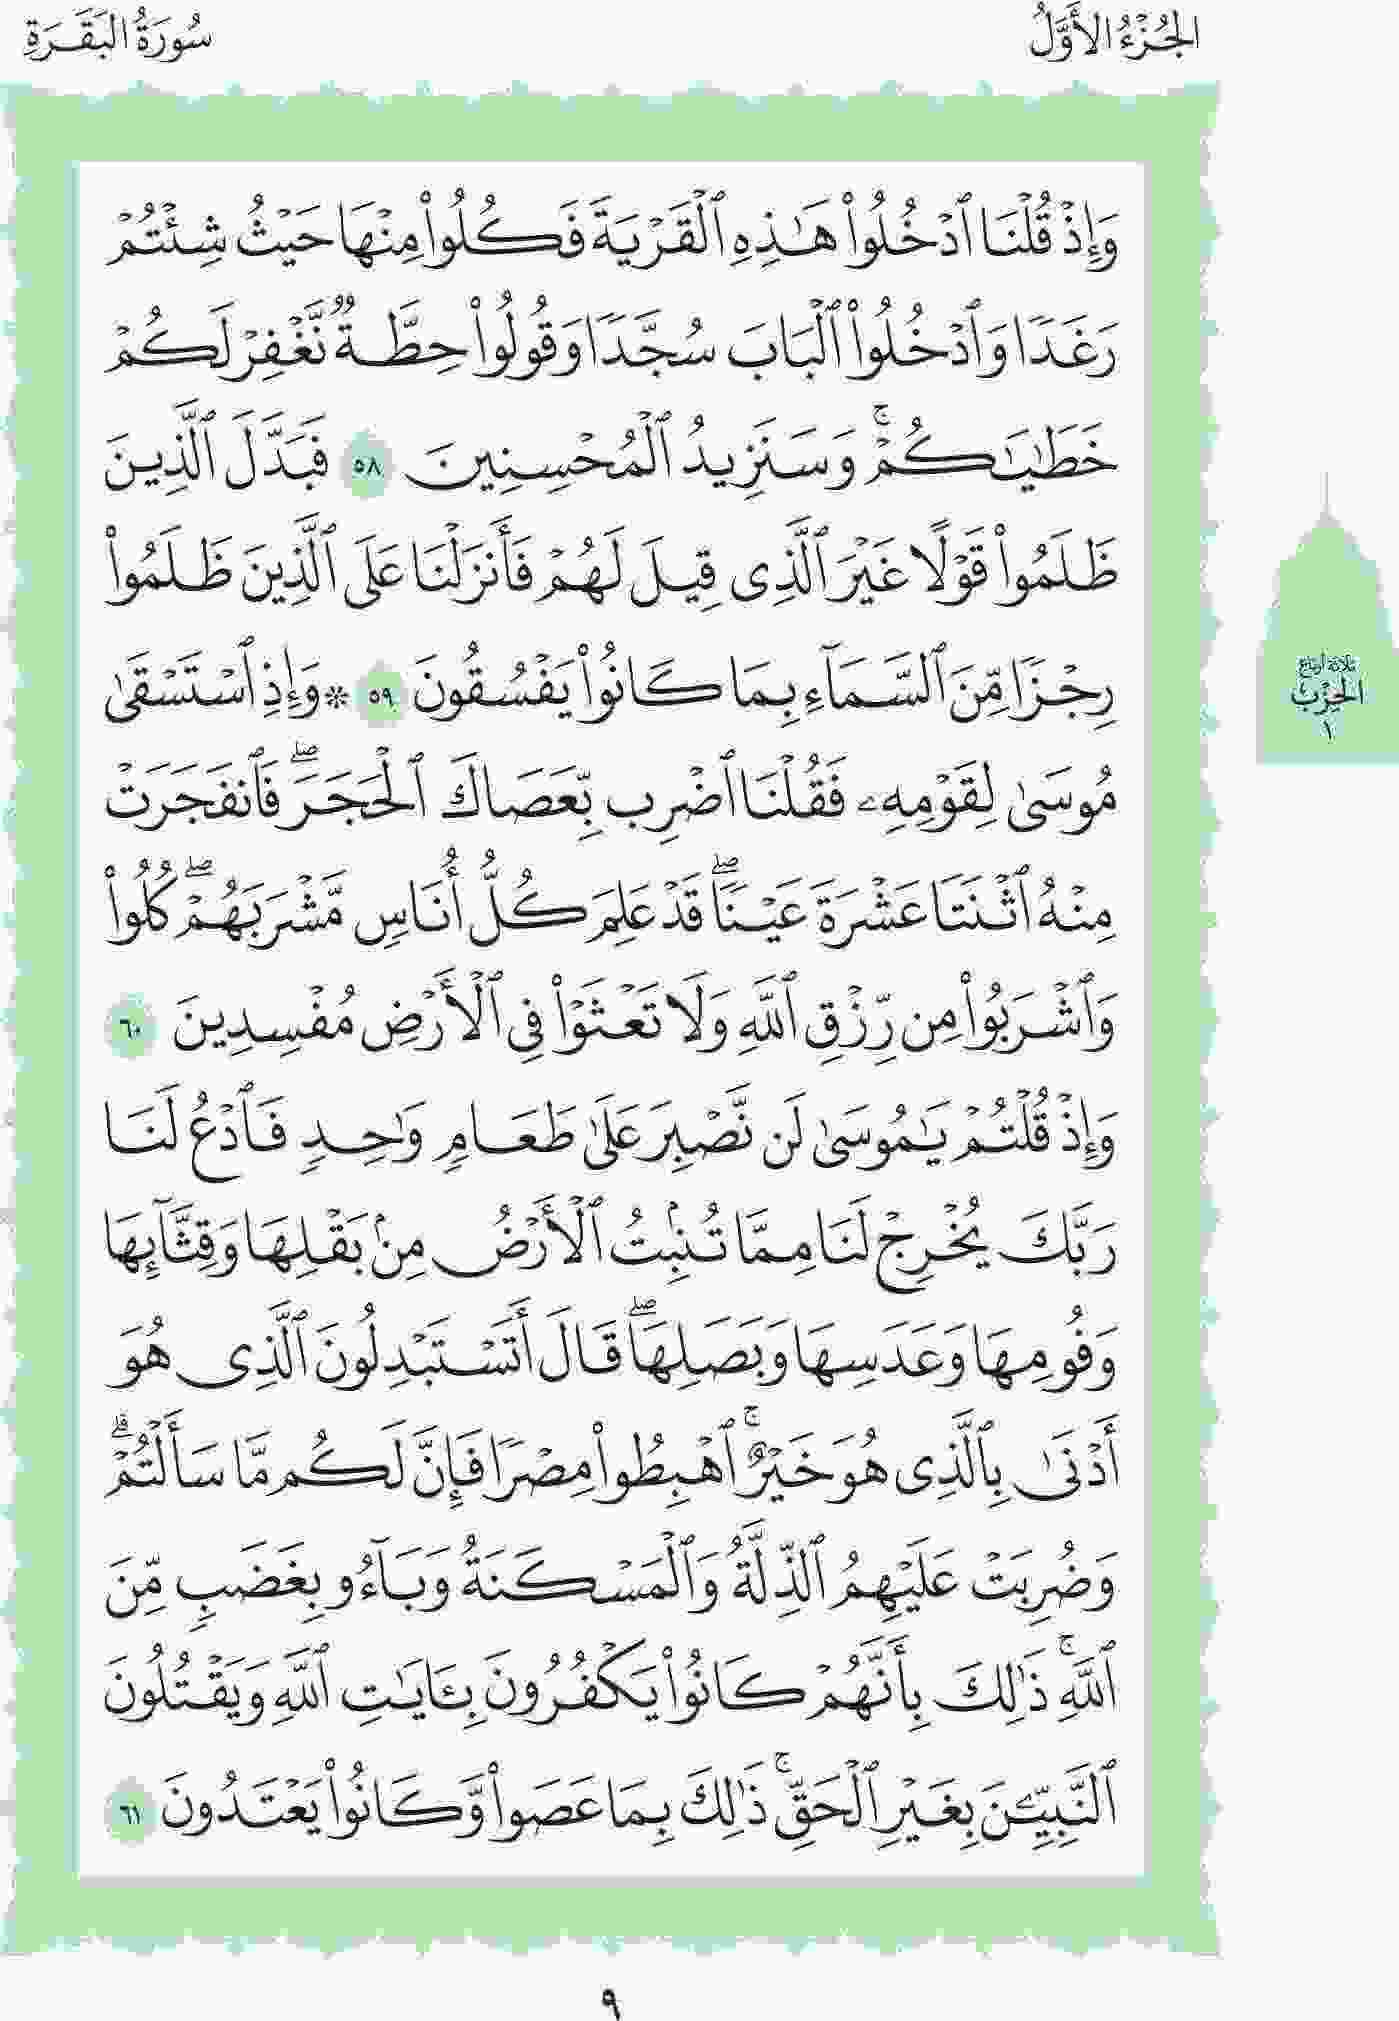 الجُزْءُ الأَوَّلُ
سُورَةُ البَقَرَةِ
وَإِذۡ قُلۡنَا ٱدۡخُلُواْ هَٰذِهِ ٱلۡقَرۡيَةَ فَكُلُواْ مِنۡهَا حَيۡثُ شِئۡتُمۡ
رَغَدٗا وَٱدۡخُلُواْ ٱلۡبَابَ سُجَّدٗا وَقُولُواْ حِطَّةٞ نَّغۡفِرۡ لَكُمۡ
خَطَٰيَٰكُمۡۚ وَسَنَزِيدُ ٱلۡمُحۡسِنِينَ ٥٨ فَبَدَّلَ ٱلَّذِينَ
ظَلَمُواْ قَوۡلًا غَيۡرَ ٱلَّذِي قِيلَ لَهُمۡ فَأَنزَلۡنَا عَلَى ٱلَّذِينَ ظَلَمُواْ
رِجۡزٗا مِّنَ ٱلسَّمَآءِ بِمَا كَانُواْ يَفۡسُقُونَ ٥٩ ۞ وَإِذِ ٱسۡتَسۡقَىٰ
ثلاثة أرباع
الحِزْب
١
مُوسَىٰ لِقَوۡمِهِۦ فَقُلۡنَا ٱضۡرِب بِّعَصَاكَ ٱلۡحَجَرَۖ فَٱنفَجَرَتۡ
مِنۡهُ ٱثۡنَتَا عَشۡرَةَ عَيۡنٗاۖ قَدۡ عَلِمَ كُلُّ أُنَاسٖ مَّشۡرَبَهُمۡۖ كُلُواْ
وَٱشۡرَبُواْ مِن رِّزۡقِ ٱللَّهِ وَلَا تَعۡثَوۡاْ فِي ٱلۡأَرۡضِ مُفۡسِدِينَ ٦٠
وَإِذۡ قُلۡتُمۡ يَٰمُوسَىٰ لَن نَّصۡبِرَ عَلَىٰ طَعَامٖ وَٰحِدٖ فَٱدۡعُ لَنَا
رَبَّكَ يُخۡرِجۡ لَنَا مِمَّا تُنۢبِتُ ٱلۡأَرۡضُ مِنۢ بَقۡلِهَا وَقِثَّآئِهَا
وَفُومِهَا وَعَدَسِهَا وَبَصَلِهَاۖ قَالَ أَتَسۡتَبۡدِلُونَ ٱلَّذِي هُوَ
أَدۡنَىٰ بِٱلَّذِي هُوَ خَيۡرٌۚ ٱهۡبِطُواْ مِصۡرٗا فَإِنَّ لَكُم مَّا سَأَلۡتُمۡۗ
وَضُرِبَتۡ عَلَيۡهِمُ ٱلذِّلَّةُ وَٱلۡمَسۡكَنَةُ وَبَآءُو بِغَضَبٖ مِّنَ
ٱللَّهِۚ ذَٰلِكَ بِأَنَّهُمۡ كَانُواْ يَكۡفُرُونَ بِـَٔايَٰتِ ٱللَّهِ وَيَقۡتُلُونَ
ٱلنَّبِيِّـۧنَ بِغَيۡرِ ٱلۡحَقِّۚ ذَٰلِكَ بِمَا عَصَواْ وَّكَانُواْ يَعۡتَدُونَ ٦١
٩